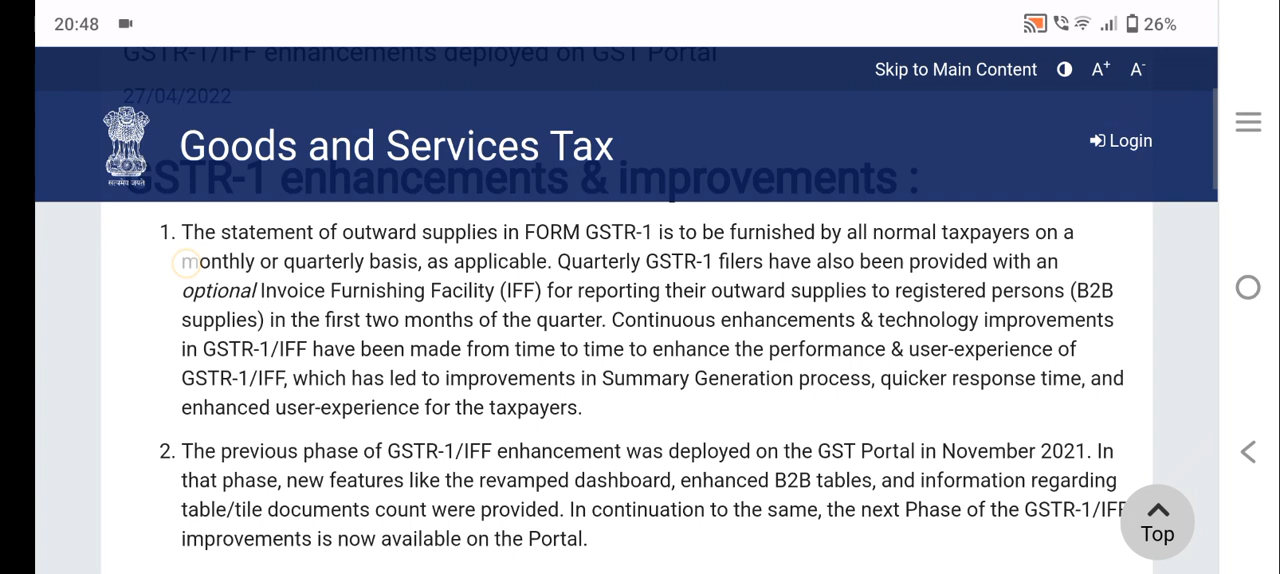 20:48
26%
GSTR-1/IFF enhancements deployed on GST Portal
Skip to Main Content A+ A-
27/04/2022
Goods and Services Tax
Login
सत्यमेव जयते
GSTR-1 enhancements & improvements :
1. The statement of outward supplies in FORM GSTR-1 is to be furnished by all normal taxpayers on a
monthly or quarterly basis, as applicable. Quarterly GSTR-1 filers have also been provided with an
optional Invoice Furnishing Facility (IFF) for reporting their outward supplies to registered persons (B2B
supplies) in the first two months of the quarter. Continuous enhancements & technology improvements
in GSTR-1/IFF have been made from time to time to enhance the performance & user-experience of
GSTR-1/IFF, which has led to improvements in Summary Generation process, quicker response time, and
enhanced user-experience for the taxpayers.
2. The previous phase of GSTR-1/IFF enhancement was deployed on the GST Portal in November 2021. In
that phase, new features like the revamped dashboard, enhanced B2B tables, and information regarding
table/tile documents count were provided. In continuation to the same, the next Phase of the GSTR-1/IFF
improvements is now available on the Portal.
Top